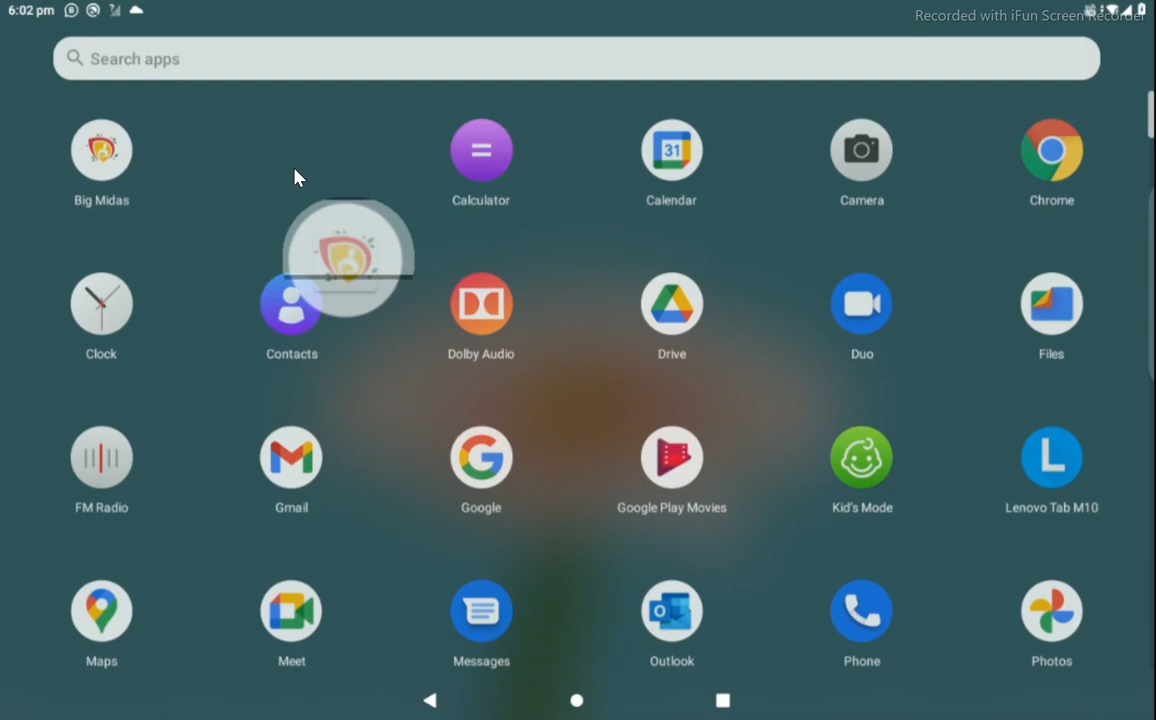 6:02 pm
Recorded with iFun Screen Recorder
Search apps
31
Big Midas
Calculator
Calendar
Camera
Chrome
Clock
Contacts
Dolby Audio
Drive
Duo
Files
L
FM Radio
Gmail
Google
Google Play Movies
Kid's Mode
Lenovo Tab M10
Maps
Meet
Messages
Outlook
Phone
Photos